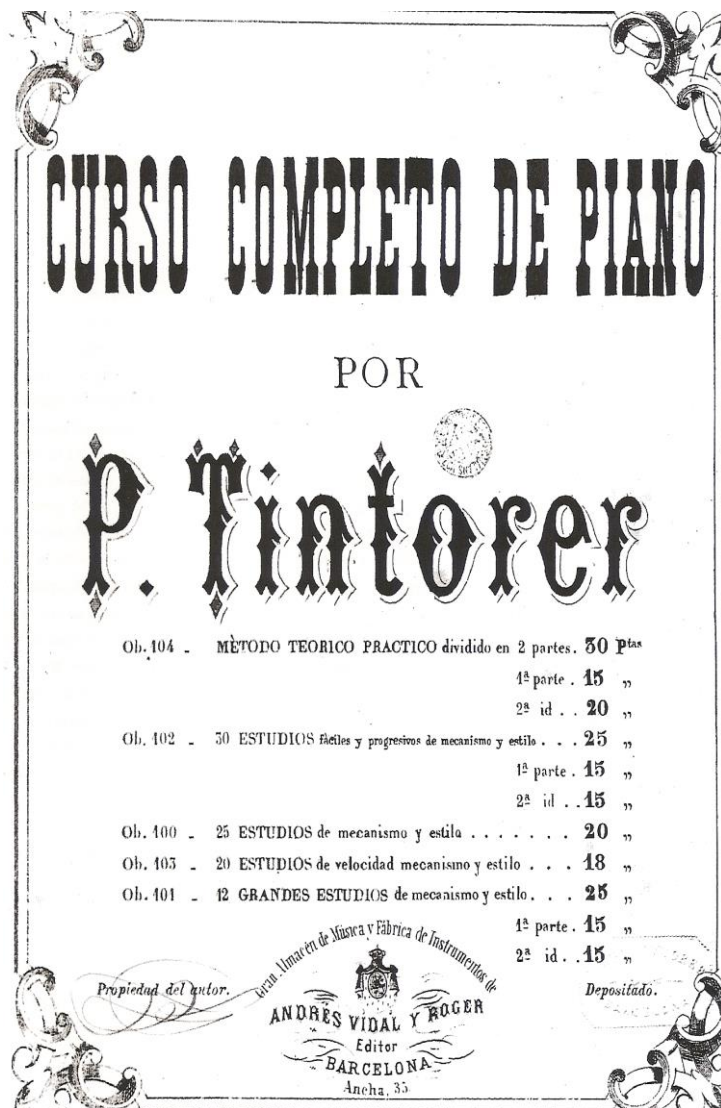 CURSO COMPLETO DE PIANO
POR
P. Tintorer
Ob. 104 - MÈTODO TEORICO PRACTICO dividido en 2 partes. 30 Ptas
1ª parte . 15 „
2ª id . . 20 „
Ob. 102 - 30 ESTUDIOS fáciles y progresivos de mecanismo y estilo . . . 25 „
1ª parte . 15 „
2ª id . . 15 „
Ob. 100 - 25 ESTUDIOS de mecanismo y estilo . . . . . . . 20 „
Ob. 103 - 20 ESTUDIOS de velocidad mecanismo y estilo . . . 18 „
Ob. 101 - 12 GRANDES ESTUDIOS de mecanismo y estilo. . . 25 „
1ª parte . 15 „
2ª id . . 15 „
Gran Almacén de Música y Fábrica de Instrumentos de
Propiedad del autor.
Depositado.
ANDRÈS VIDAL Y ROGER
Editor
BARCELONA
Ancha, 35